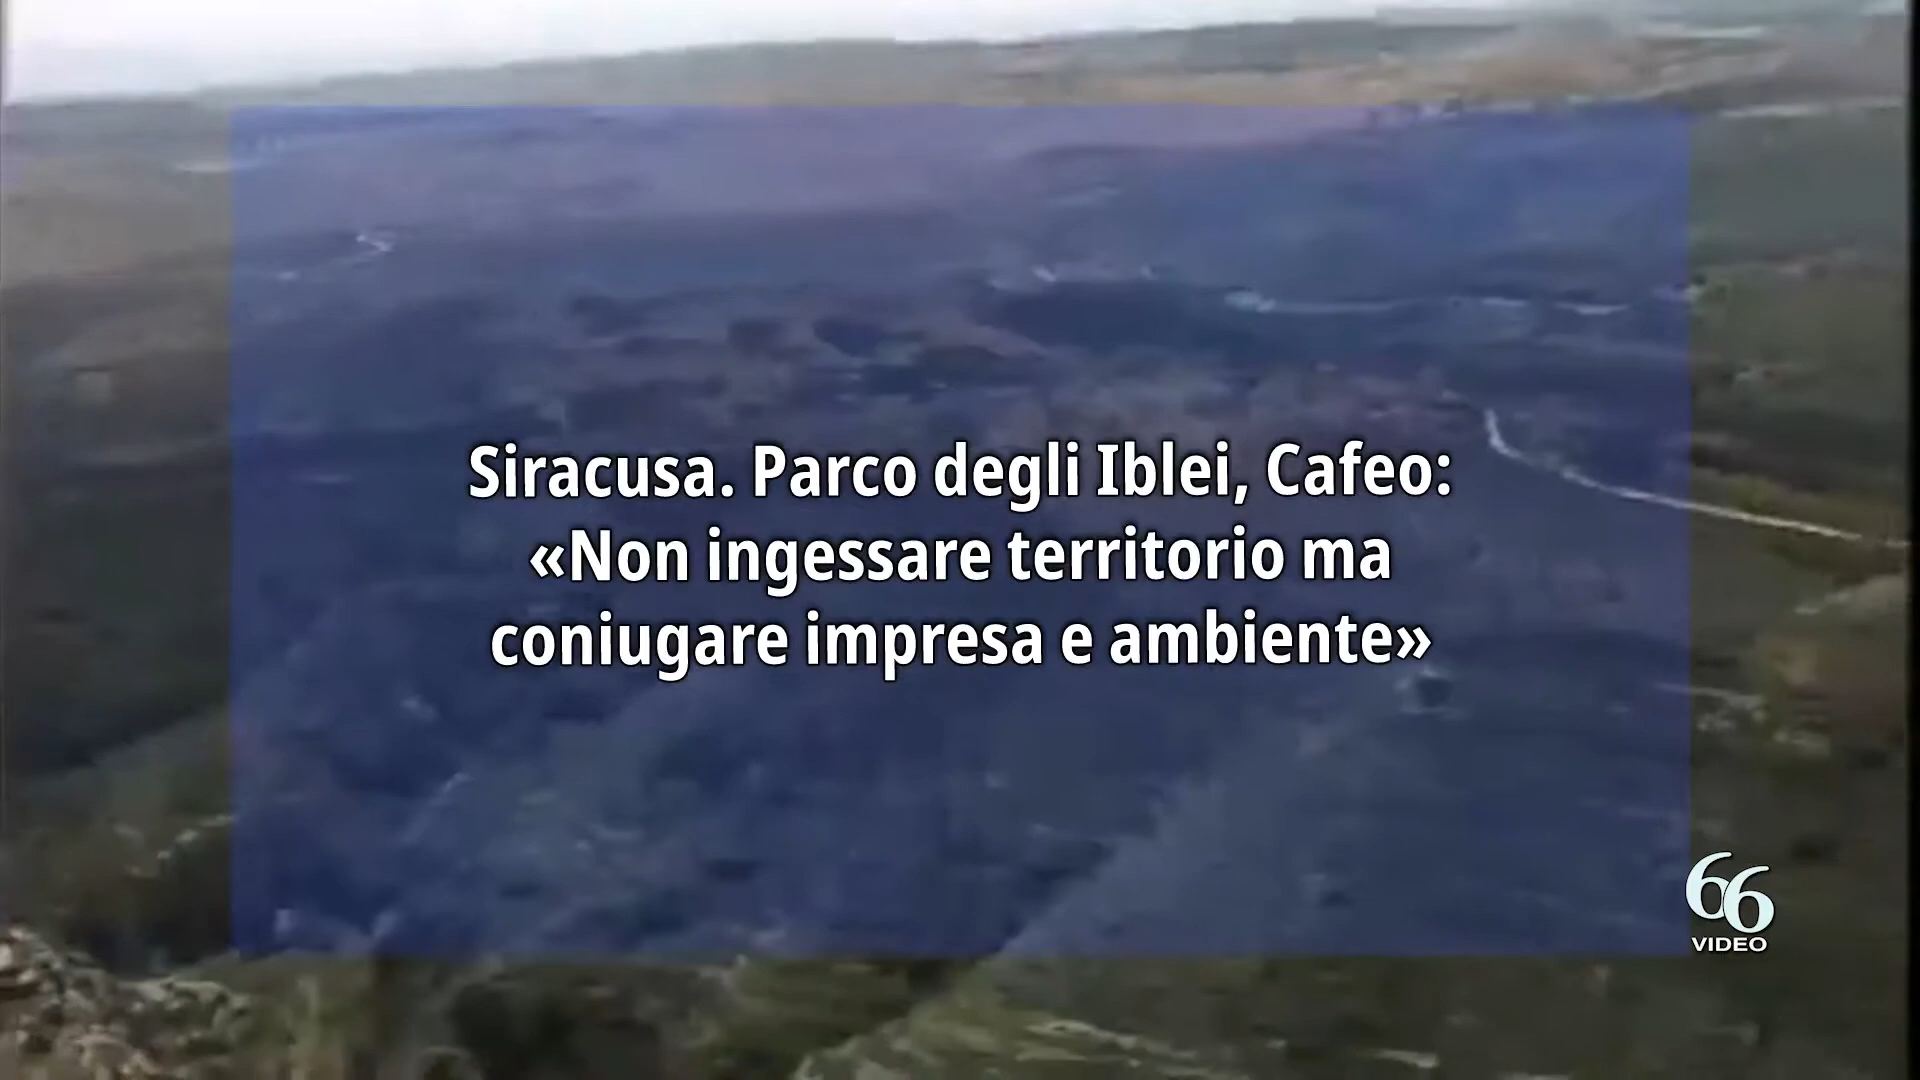 Siracusa. Parco degli Iblei, Cafeo:
«Non ingessare territorio ma
coniugare impresa e ambiente»
66
VIDEO